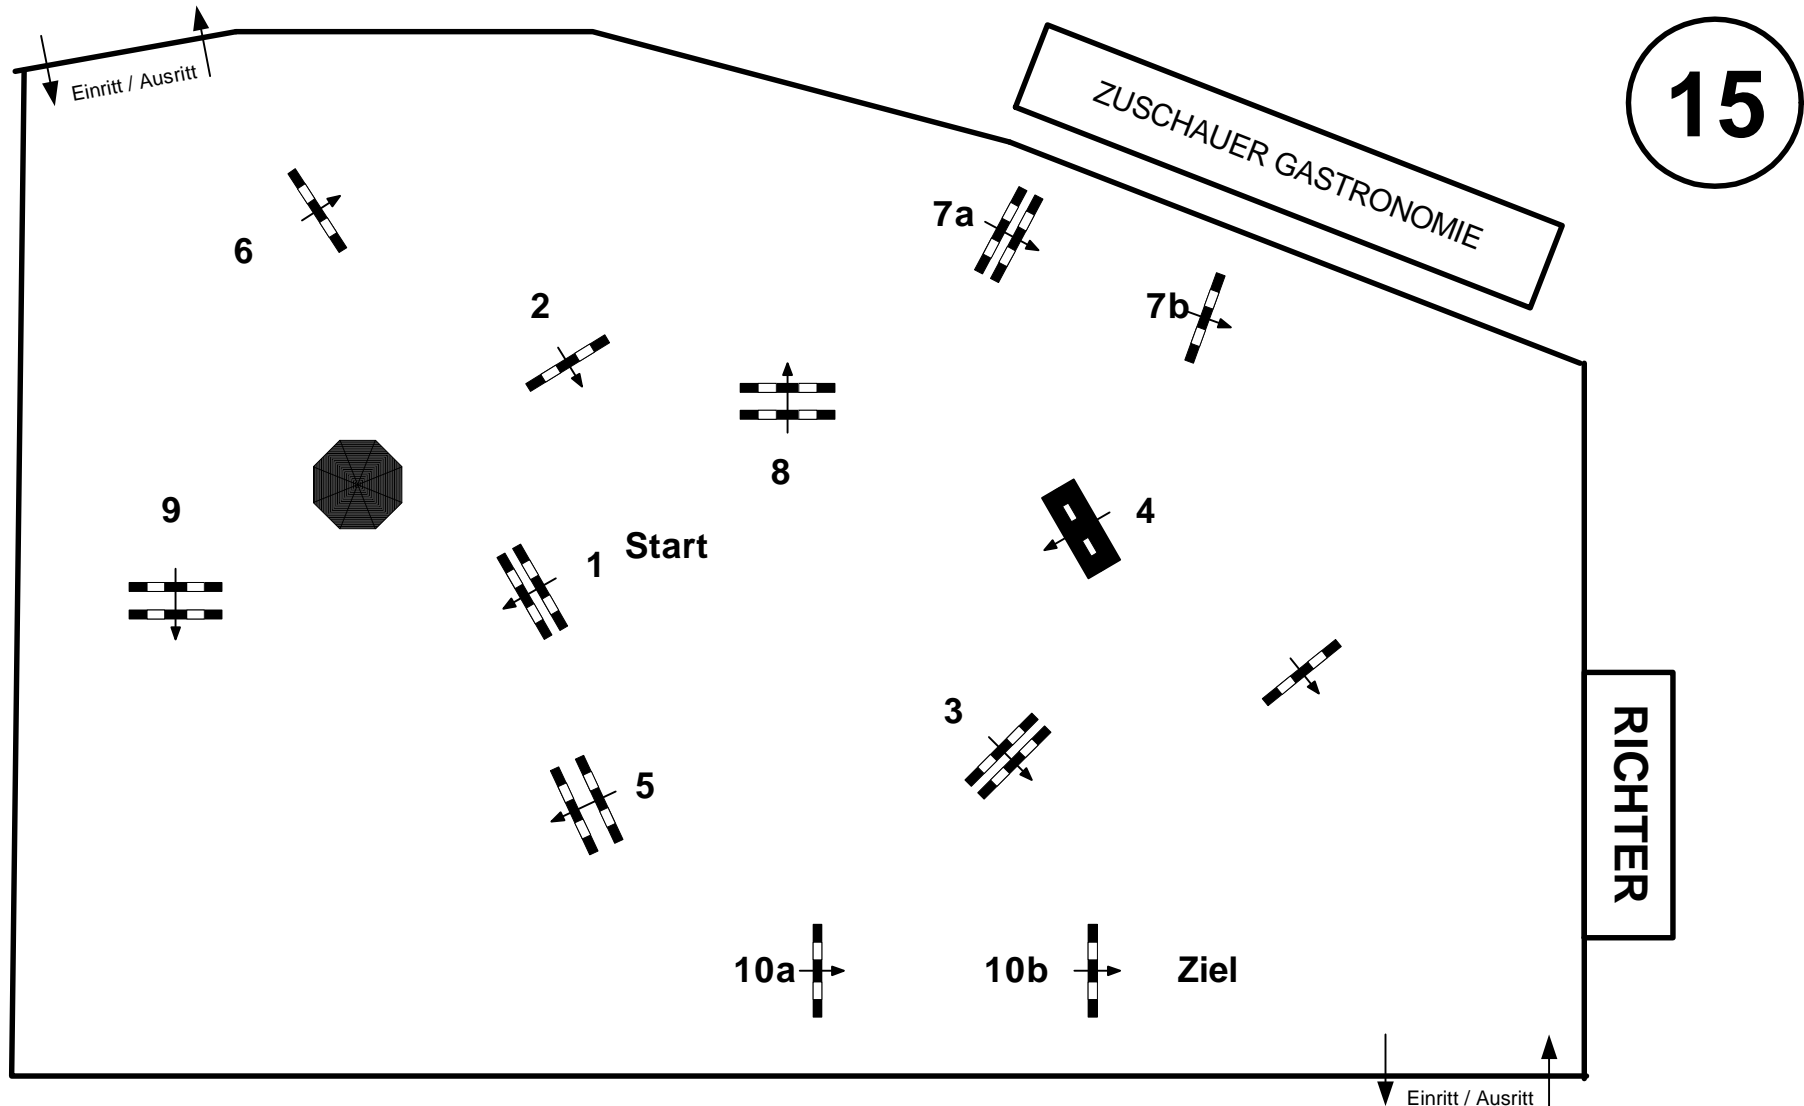 Einritt / Ausritt
ZUSCHAUER GASTRONOMIE
15
7a
6
2
7b
8
9
4
1
Start
3
5
RICHTER
10a
10b
Ziel
Einritt / Ausritt